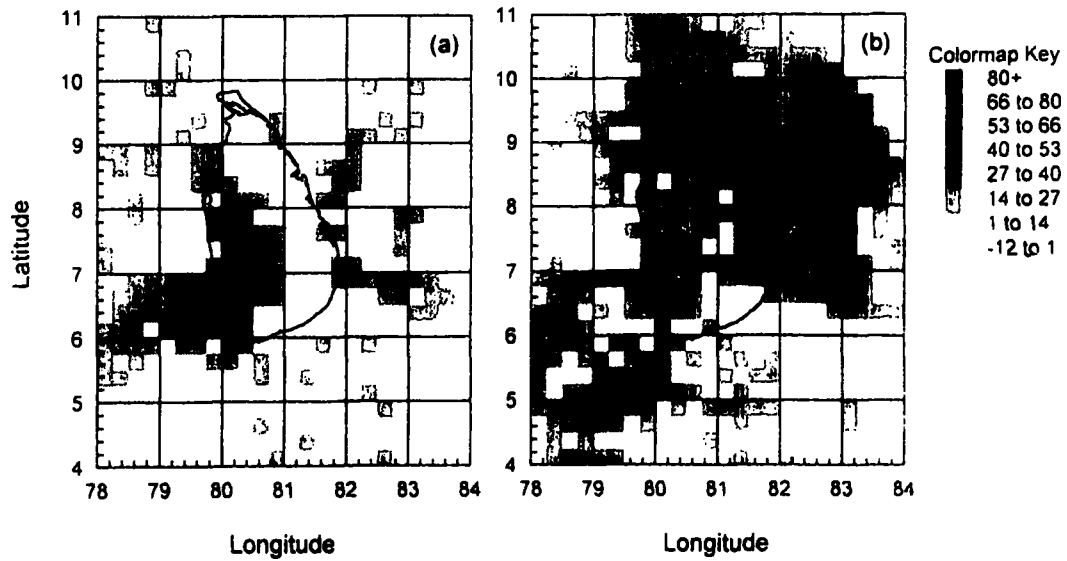 (a)
11
10
9
8
7
6
5
4
Latitude
78 79 80 81 82 83 84
Longitude
(b)
11
10
9
8
7
6
5
4
78 79 80 81 82 83 84
Longitude
Colormap Key
80+
66 to 80
53 to 66
40 to 53
27 to 40
14 to 27
1 to 14
-12 to 1